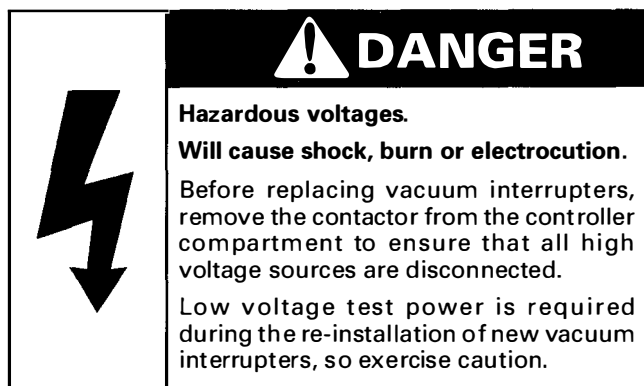 DANGER
Hazardous voltages.
Will cause shock, burn or electrocution.
Before replacing vacuum interrupters,
remove the contactor from the controller
compartment to ensure that all high
voltage sources are disconnected.
Low voltage test power is required
during the re-installation of new vacuum
interrupters, so exercise caution.